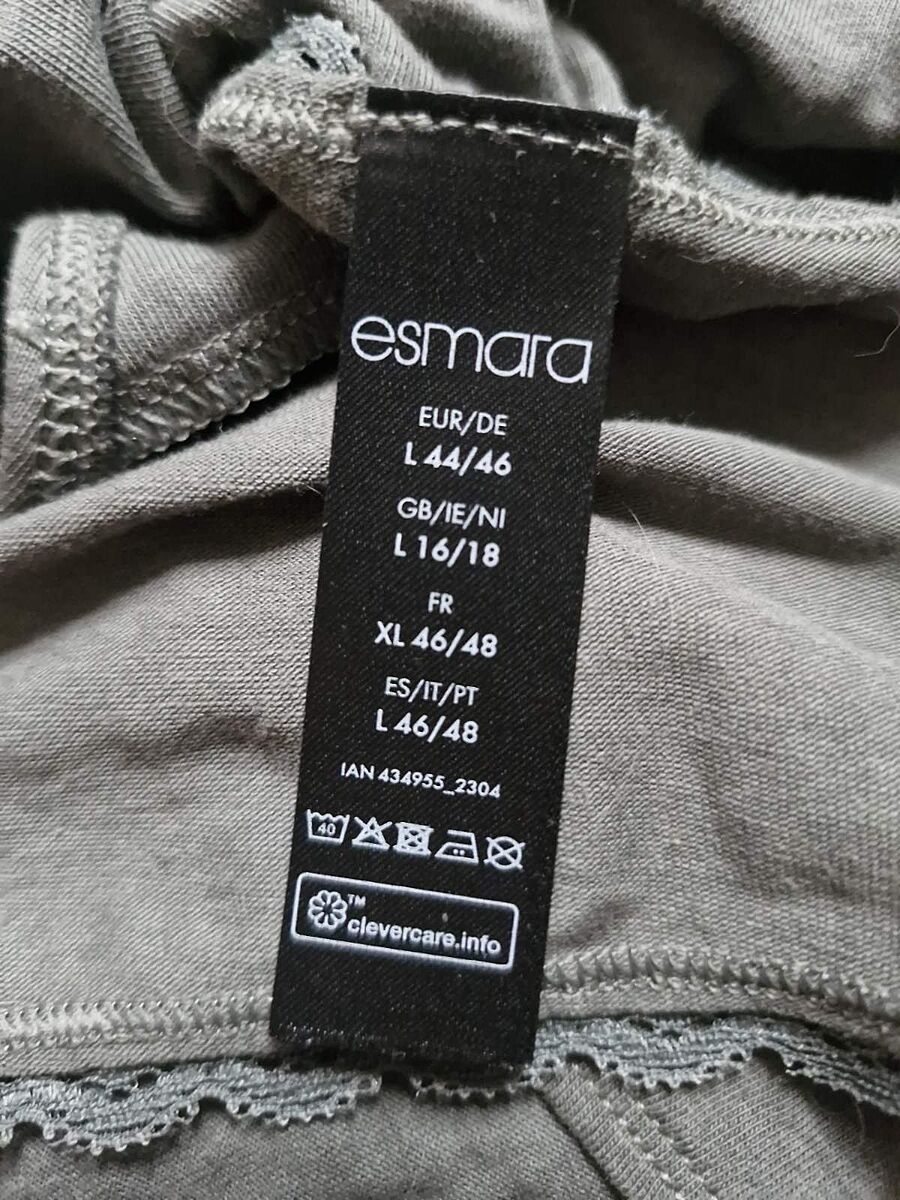 esmara
EUR/DE
L 44/46
GB/IE/NI
L 16/18
FR
XL 46/48
ES/IT/PT
L 46/48
IAN 434955_2304
40
TM
clevercare.info